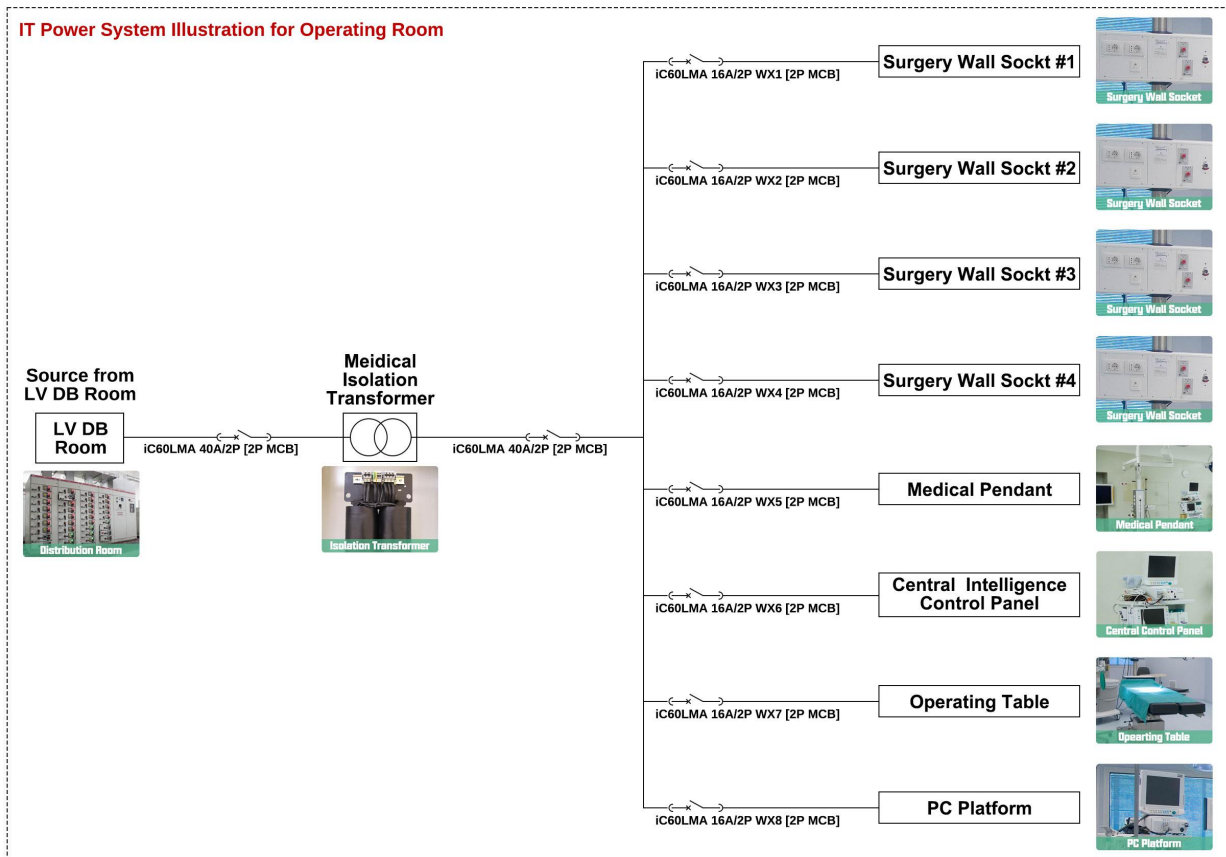 IT Power System Illustration for Operating Room
iC60LMA 16A/2P WX1 [2P MCB]
Surgery Wall Sockt #1
Surgery Wall Socket
iC60LMA 16A/2P WX2 [2P MCB]
Surgery Wall Sockt #2
Surgery Wall Socket
iC60LMA 16A/2P WX3 [2P MCB]
Surgery Wall Sockt #3
Surgery Wall Socket
iC60LMA 16A/2P WX4 [2P MCB]
Surgery Wall Sockt #4
Surgery Wall Socket
Source from
LV DB Room
LV DB
Room
Distribution Room
iC60LMA 40A/2P [2P MCB]
Meidical
Isolation
Transformer
Isolation Transformer
iC60LMA 40A/2P [2P MCB]
iC60LMA 16A/2P WX5 [2P MCB]
Medical Pendant
Medical Pendant
iC60LMA 16A/2P WX6 [2P MCB]
Central Intelligence
Control Panel
Central Control Panel
iC60LMA 16A/2P WX7 [2P MCB]
Operating Table
Opearting Table
iC60LMA 16A/2P WX8 [2P MCB]
PC Platform
PC Platform